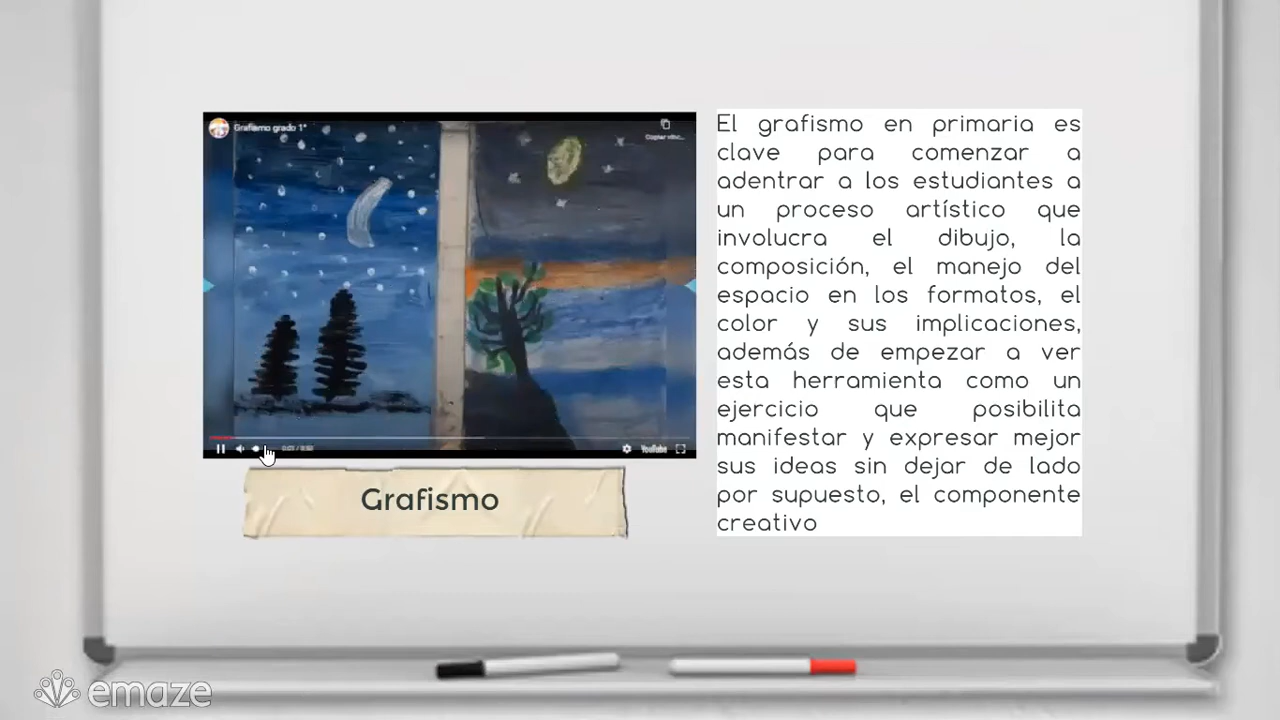 Grafismo grado 1°
Copiar vínc...
YouTube
Grafismo
El grafismo en primaria es
clave para comenzar a
adentrar a los estudiantes a
un proceso artístico que
involucra el dibujo, la
composición, el manejo del
espacio en los formatos, el
color y sus implicaciones,
además de empezar a ver
esta herramienta como un
ejercicio que posibilita
manifestar y expresar mejor
sus ideas sin dejar de lado
por supuesto, el componente
creativo
emaze